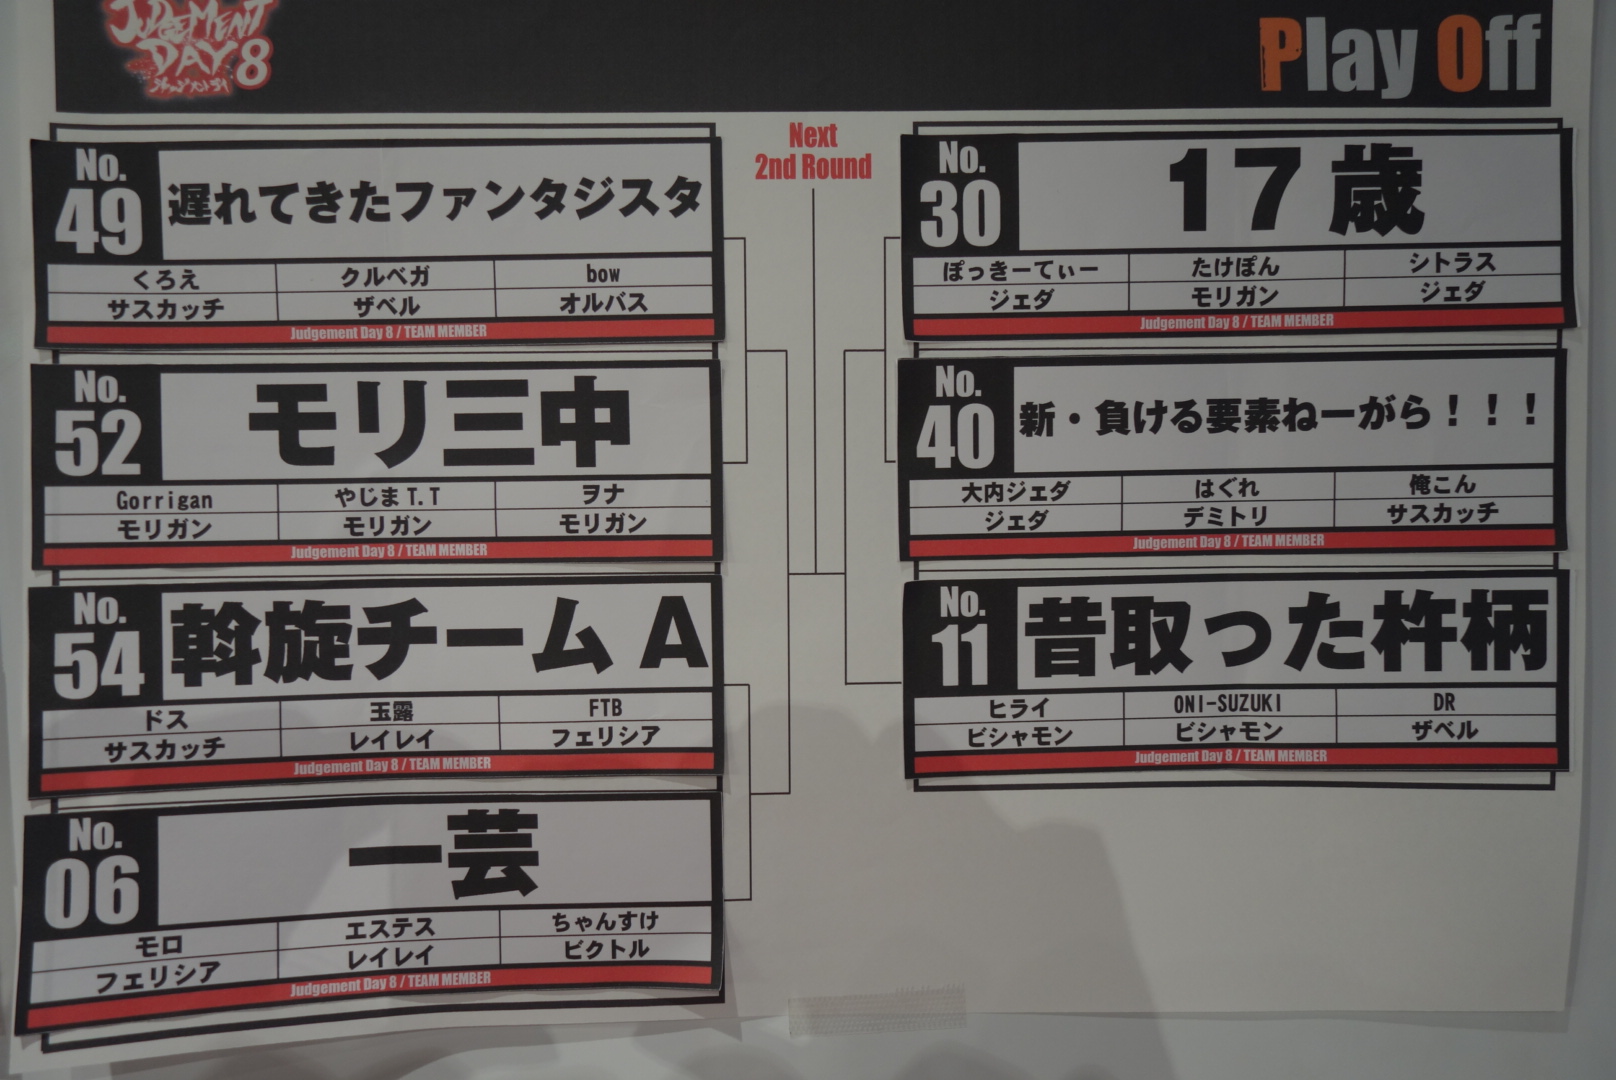 JUDGEMENT
DAY 8
ジャッジメントデイ
Play Off
Next
2nd Round
No.
49
遅れてきたファンタジスタ
くろえ クルベガ bow
サスカッチ ザベル オルバス
Judgement Day 8 / TEAM MEMBER
No.
52
モリ三中
Gorrigan やじまT.T ヲナ
モリガン モリガン モリガン
Judgement Day 8 / TEAM MEMBER
No.
54
斡旋チームA
ドス 玉露 FTB
サスカッチ レイレイ フェリシア
Judgement Day 8 / TEAM MEMBER
No.
06
一芸
モロ エステス ちゃんすけ
フェリシア レイレイ ビクトル
Judgement Day 8 / TEAM MEMBER
No.
30
17歳
ぽっきーてぃー たけぽん シトラス
ジェダ モリガン ジェダ
Judgement Day 8 / TEAM MEMBER
No.
40
新・負ける要素ねーがら！！！
大内ジェダ はぐれ 俺こん
ジェダ デミトリ サスカッチ
Judgement Day 8 / TEAM MEMBER
No.
11
昔取った杵柄
ヒライ ONI-SUZUKI DR
ビシャモン ビシャモン ザベル
Judgement Day 8 / TEAM MEMBER